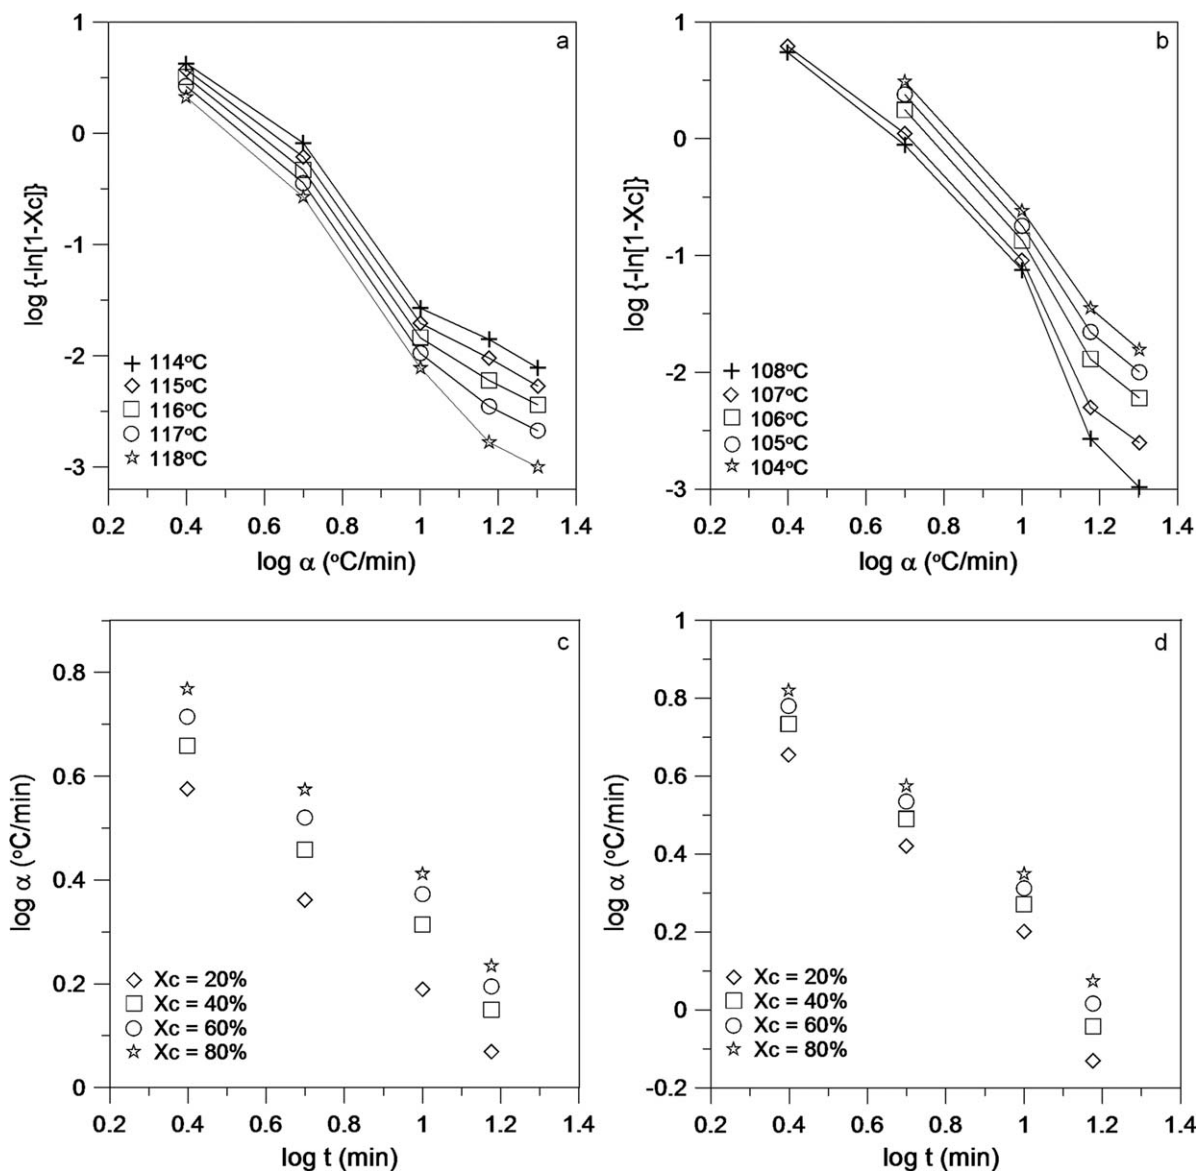 a
log {-ln[1-Xc]}
1
0
-1
-2
-3
114°C
115°C
116°C
117°C
118°C
0.2 0.4 0.6 0.8 1 1.2 1.4
log α (°C/min)
b
log {-ln[1-Xc]}
1
0
-1
-2
-3
108°C
107°C
106°C
105°C
104°C
0.2 0.4 0.6 0.8 1 1.2 1.4
log α (°C/min)
c
log α (°C/min)
0.8
0.6
0.4
0.2
0
Xc = 20%
Xc = 40%
Xc = 60%
Xc = 80%
0.2 0.4 0.6 0.8 1 1.2 1.4
log t (min)
d
log α (°C/min)
1
0.8
0.6
0.4
0.2
0
-0.2
Xc = 20%
Xc = 40%
Xc = 60%
Xc = 80%
0.2 0.4 0.6 0.8 1 1.2 1.4
log t (min)